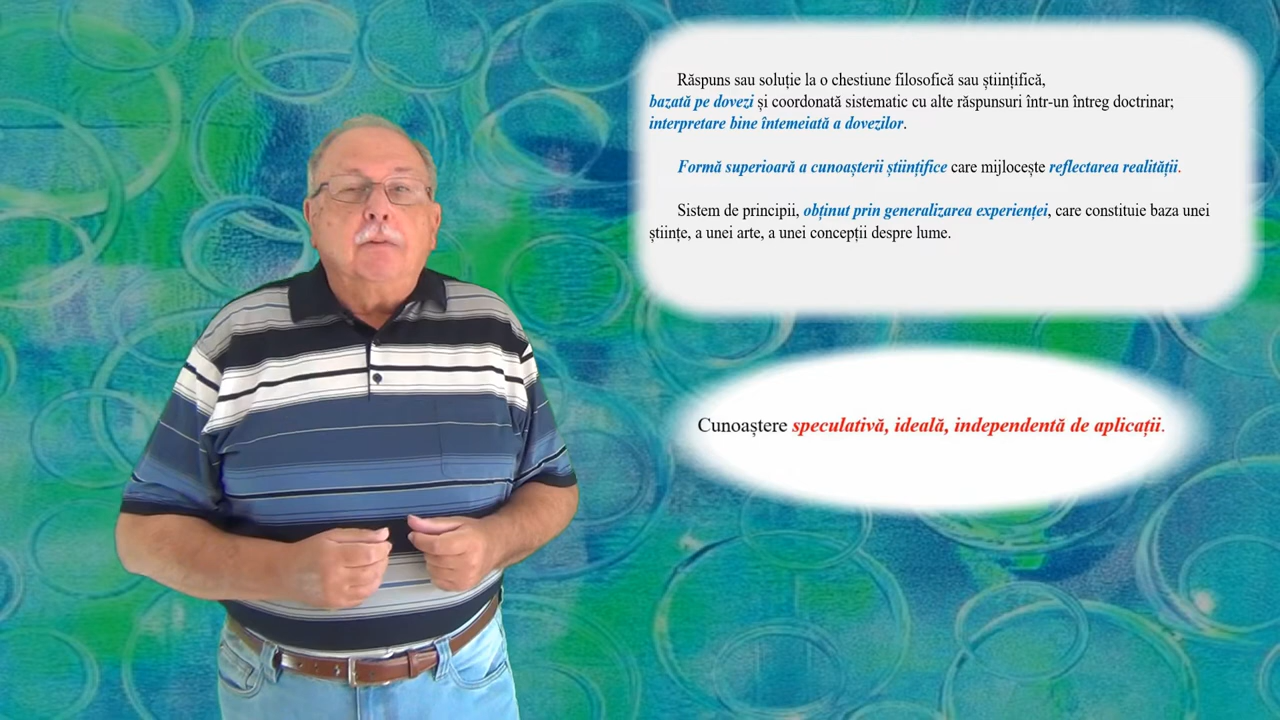 Răspuns sau soluție la o chestiune filosofică sau științifică,
bazată pe dovezi și coordonată sistematic cu alte răspunsuri într-un întreg doctrinar;
interpretare bine întemeiată a dovezilor.
Formă superioară a cunoașterii științifice care mijlocește reflectarea realității.
Sistem de principii, obținut prin generalizarea experienței, care constituie baza unei
științe, a unei arte, a unei concepții despre lume.
Cunoaștere speculativă, ideală, independentă de aplicații.